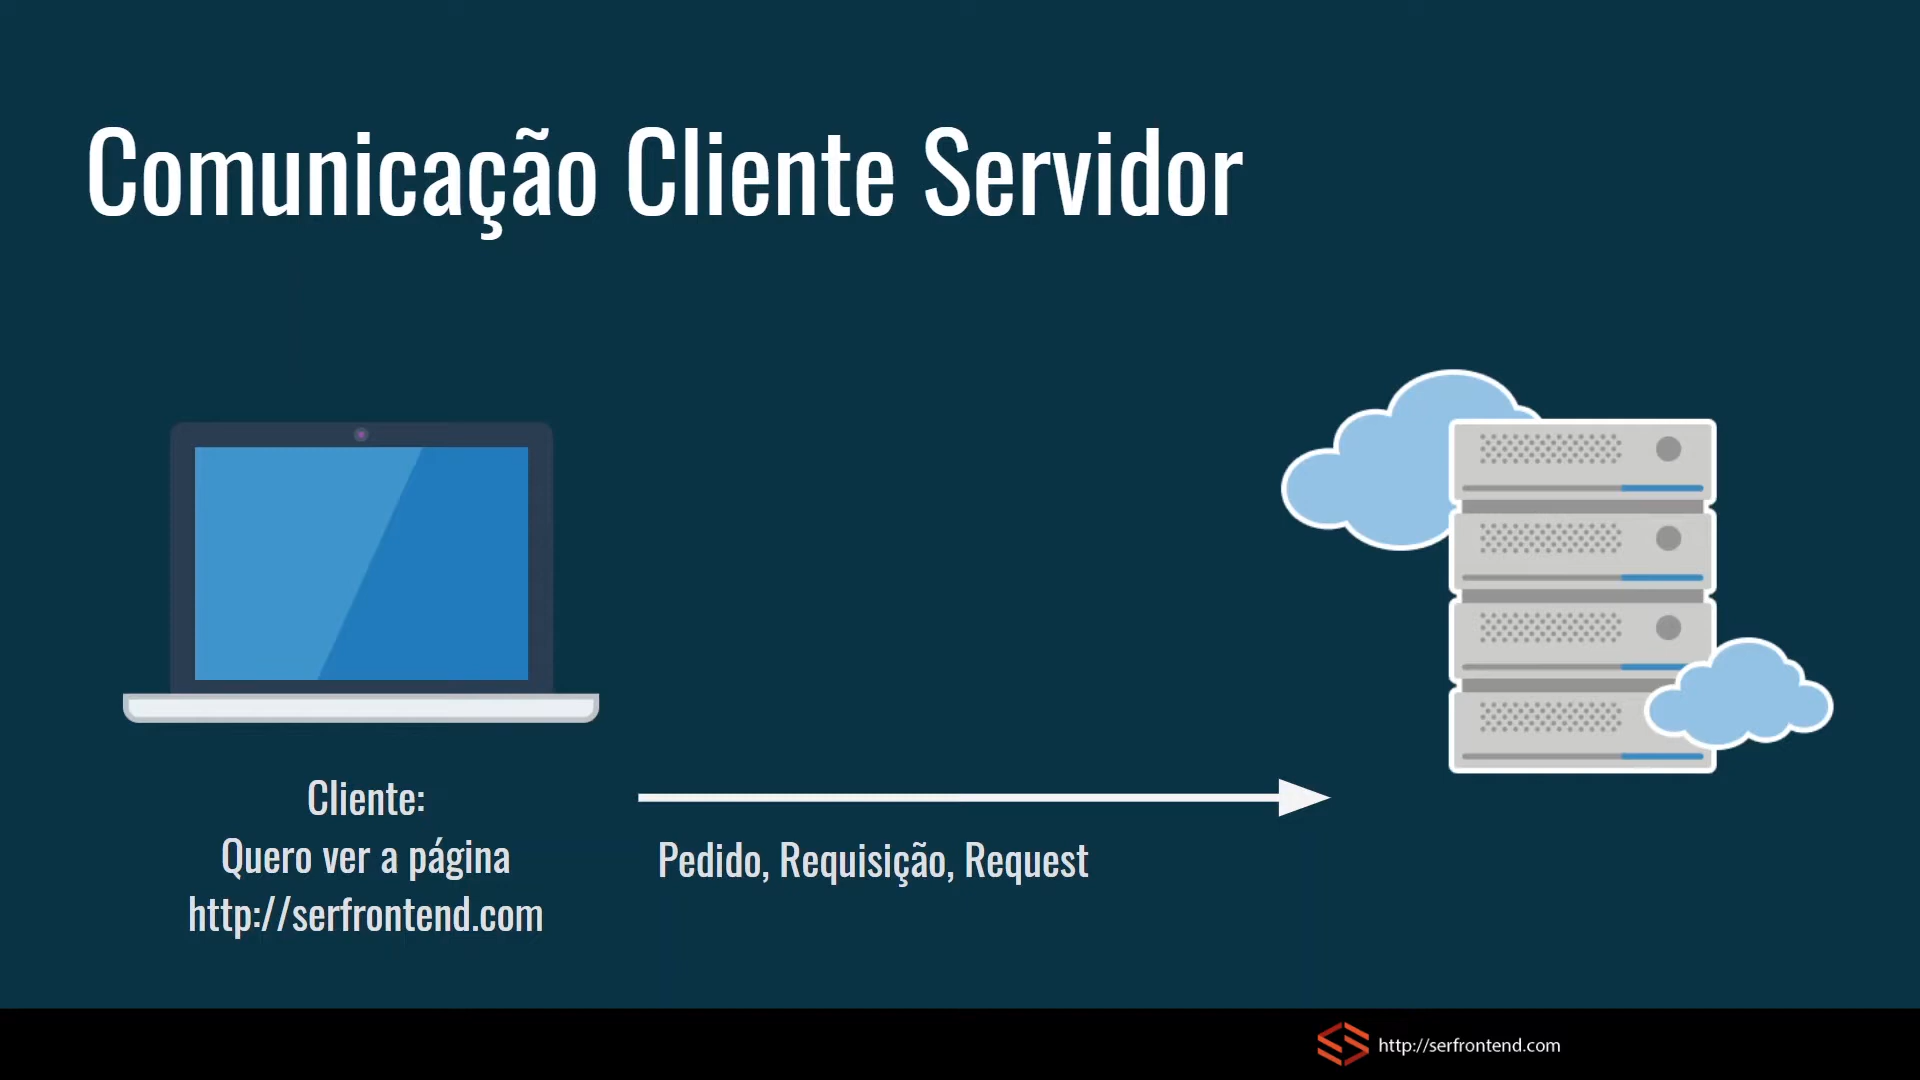 Comunicação Cliente Servidor
Cliente:
Quero ver a página
http://serfrontend.com
Pedido, Requisição, Request
http://serfrontend.com